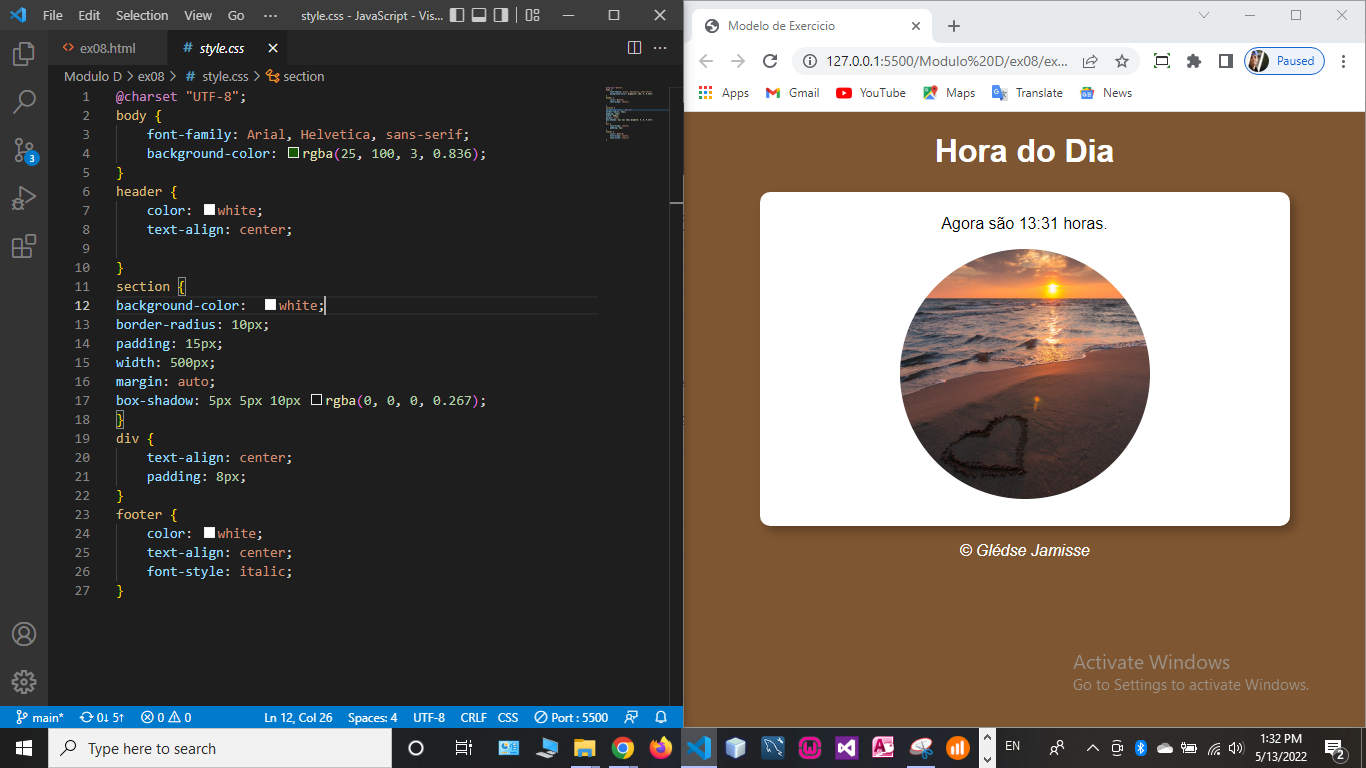 File Edit Selection View Go ··· style.css - JavaScript - Vis...
ex08.html # style.css
Modulo D > ex08 > # style.css > section
1 @charset "UTF-8";
2 body {
3 font-family: Arial, Helvetica, sans-serif;
4 background-color: rgba(25, 100, 3, 0.836);
5 }
6 header {
7 color: white;
8 text-align: center;
9
10 }
11 section {
12 background-color: white;
13 border-radius: 10px;
14 padding: 15px;
15 width: 500px;
16 margin: auto;
17 box-shadow: 5px 5px 10px rgba(0, 0, 0, 0.267);
18 }
19 div {
20 text-align: center;
21 padding: 8px;
22 }
23 footer {
24 color: white;
25 text-align: center;
26 font-style: italic;
27 }
3
main* 0↓ 5↑ 0 0 Ln 12, Col 26 Spaces: 4 UTF-8 CRLF CSS Port : 5500
Modelo de Exercicio
127.0.0.1:5500/Modulo%20D/ex08/ex... Paused
Apps Gmail YouTube Maps Translate News
Hora do Dia
Agora são 13:31 horas.
© Glédse Jamisse
Activate Windows
Go to Settings to activate Windows.
Type here to search
EN
1:32 PM
5/13/2022
2